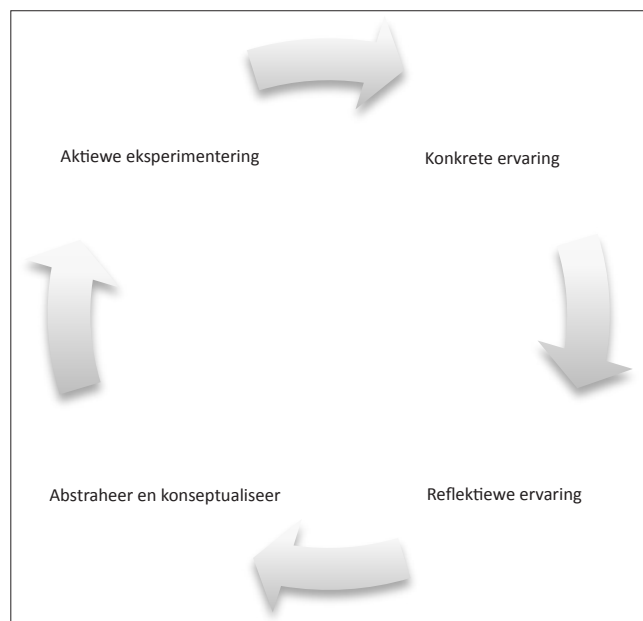 Aktiewe eksperimentering
Konkrete ervaring
Abstraheer en konseptualiseer
Reflektiewe ervaring